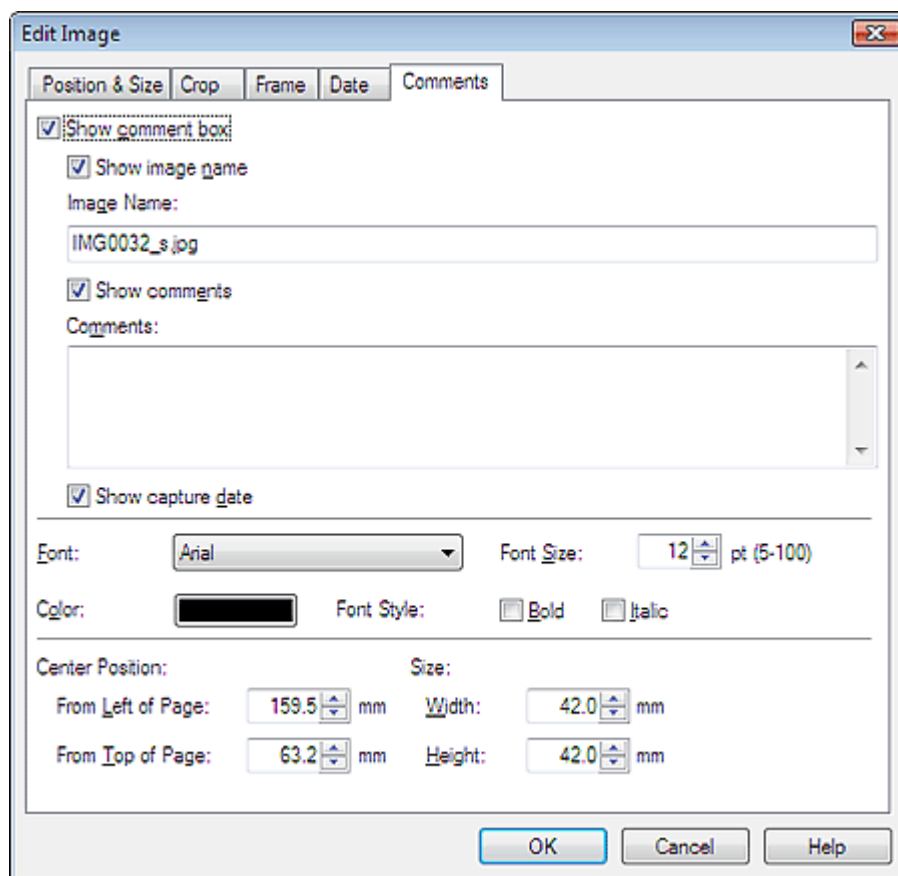 Edit Image
Position & Size Crop Frame Date Comments
Show comment box
Show image name
Image Name:
IMG0032_s.jpg
Show comments
Comments:
Show capture date
Font: Arial Font Size: 12 pt (5-100)
Color: Font Style: Bold Italic
Center Position: Size:
From Left of Page: 159.5 mm Width: 42.0 mm
From Top of Page: 63.2 mm Height: 42.0 mm
OK Cancel Help